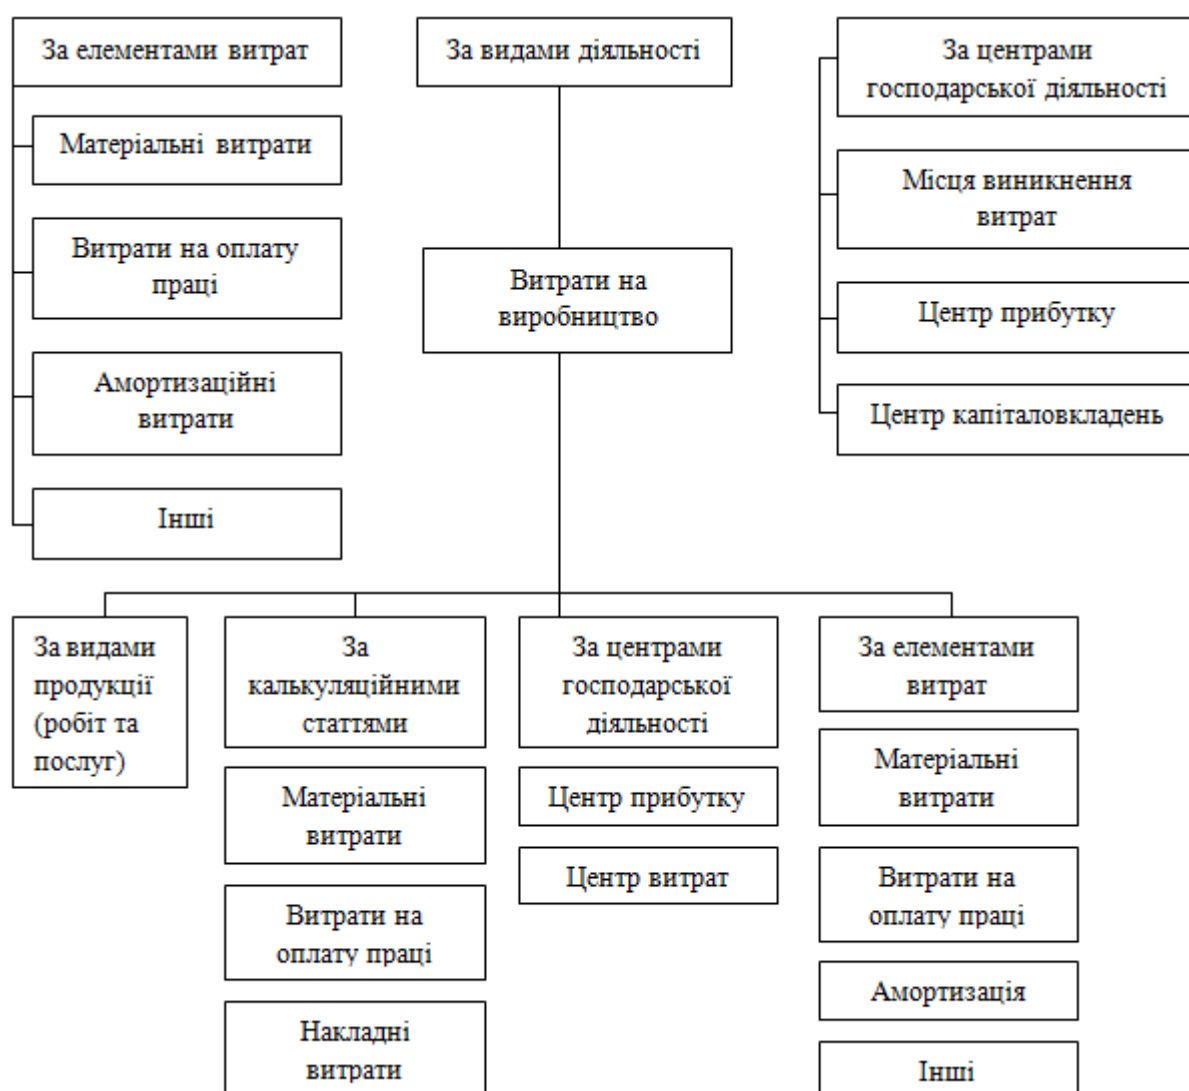 За елементами витрат
Матеріальні витрати
Витрати на оплату
праці
Амортизаційні
витрати
Інші
За видами діяльності
Витрати на
виробництво
За центрами
господарської діяльності
Місця виникнення
витрат
Центр прибутку
Центр капіталовкладень
За видами
продукції
(робіт та
послуг)
За
калькуляційними
статтями
Матеріальні
витрати
Витрати на
оплату праці
Накладні
витрати
За центрами
господарської
діяльності
Центр прибутку
Центр витрат
За елементами
витрат
Матеріальні
витрати
Витрати на
оплату праці
Амортизація
Інші